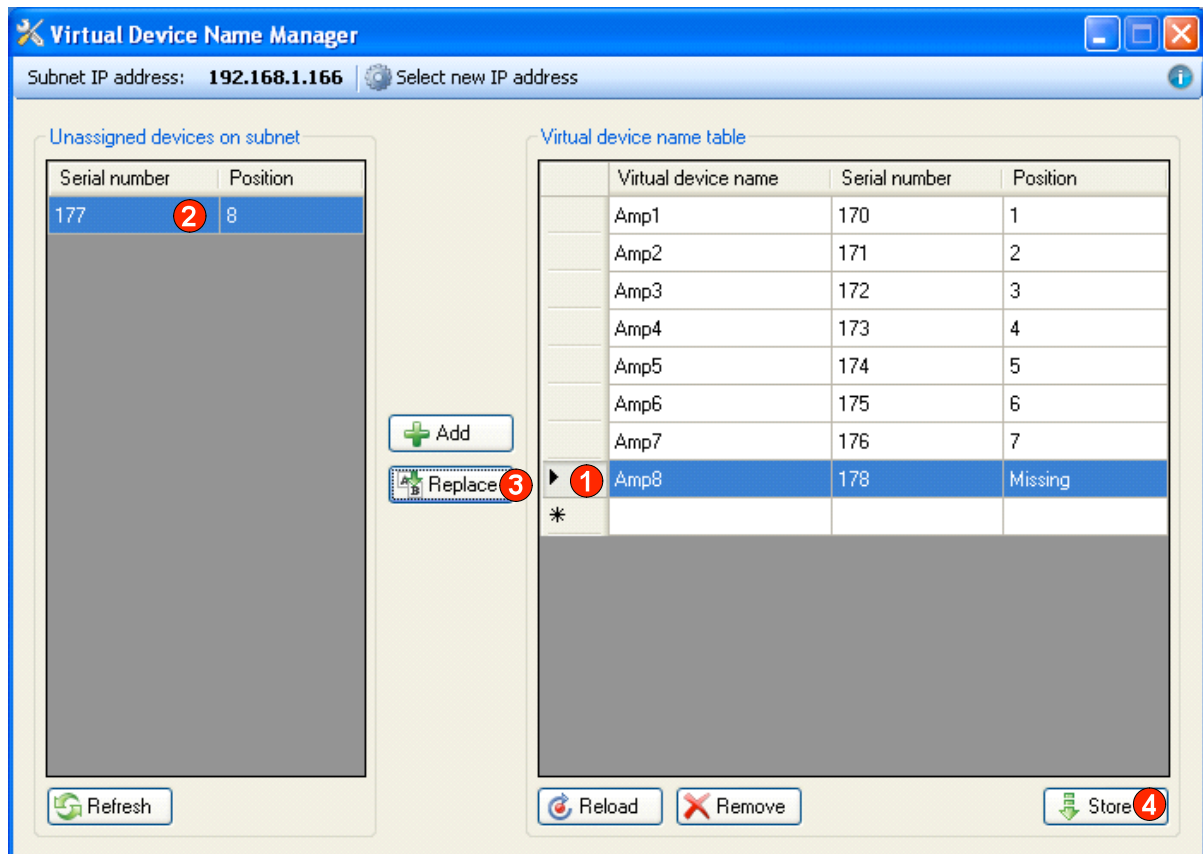 Virtual Device Name Manager
Subnet IP address: 192.168.1.166 Select new IP address
Unassigned devices on subnet
Serial number Position
177 2 8
Add
Replace 3
Refresh
Virtual device name table
Virtual device name Serial number Position
Amp1 170 1
Amp2 171 2
Amp3 172 3
Amp4 173 4
Amp5 174 5
Amp6 175 6
Amp7 176 7
1 Amp8 178 Missing
Reload Remove Store 4